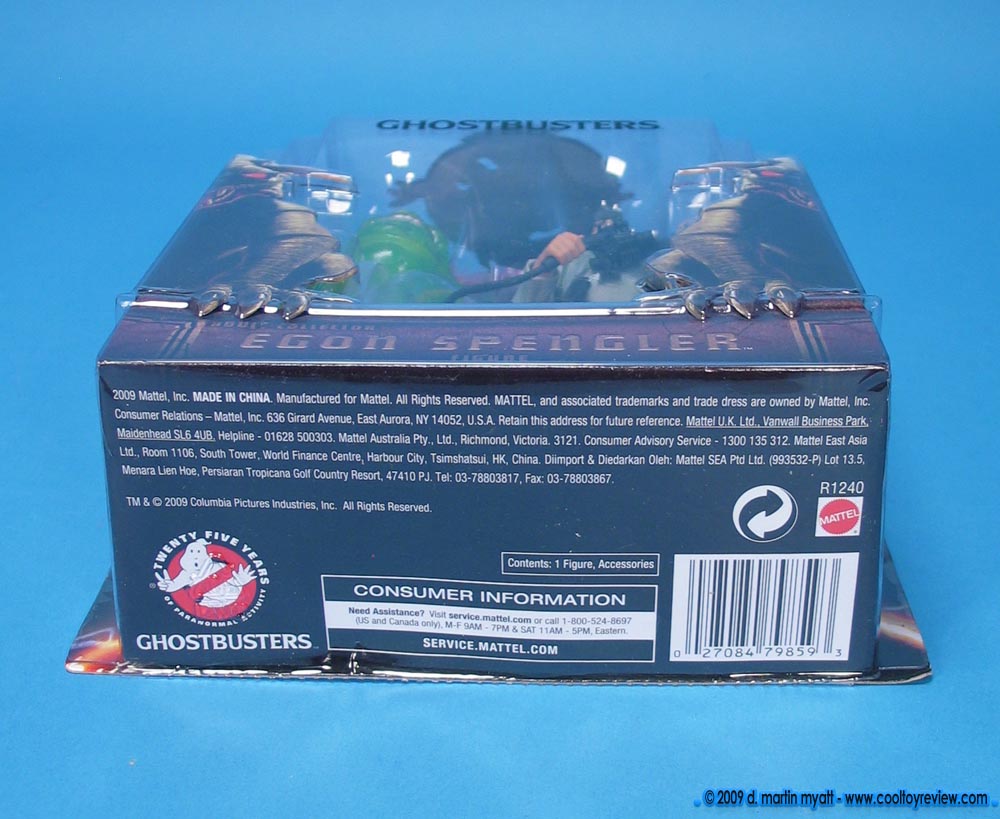 GHOSTBUSTERS
ADULT COLLECTOR
EGON SPENGLER™
FIGURE
2009 Mattel, Inc. MADE IN CHINA. Manufactured for Mattel. All Rights Reserved. MATTEL, and associated trademarks and trade dress are owned by Mattel, Inc.
Consumer Relations – Mattel, Inc. 636 Girard Avenue, East Aurora, NY 14052, U.S.A. Retain this address for future reference. Mattel U.K. Ltd., Vanwall Business Park,
Maidenhead SL6 4UB. Helpline - 01628 500303. Mattel Australia Pty., Ltd., Richmond, Victoria. 3121. Consumer Advisory Service - 1300 135 312. Mattel East Asia
Ltd., Room 1106, South Tower, World Finance Centre, Harbour City, Tsimshatsui, HK, China. Diimport & Diedarkan Oleh: Mattel SEA Ptd Ltd. (993532-P) Lot 13.5,
Menara Lien Hoe, Persiaran Tropicana Golf Country Resort, 47410 PJ. Tel: 03-78803817, Fax: 03-78803867.
TM & © 2009 Columbia Pictures Industries, Inc. All Rights Reserved.
R1240
MATTEL
®
TWENTY FIVE YEARS
OF PARANORMAL ACTIVITY
GHOSTBUSTERS™
Contents: 1 Figure, Accessories
CONSUMER INFORMATION
Need Assistance? Visit service.mattel.com or call 1-800-524-8697
(US and Canada only), M-F 9AM - 7PM & SAT 11AM - 5PM, Eastern.
SERVICE.MATTEL.COM
0 27084 79859 3
© 2009 d. martin myatt - www.cooltoyreview.com